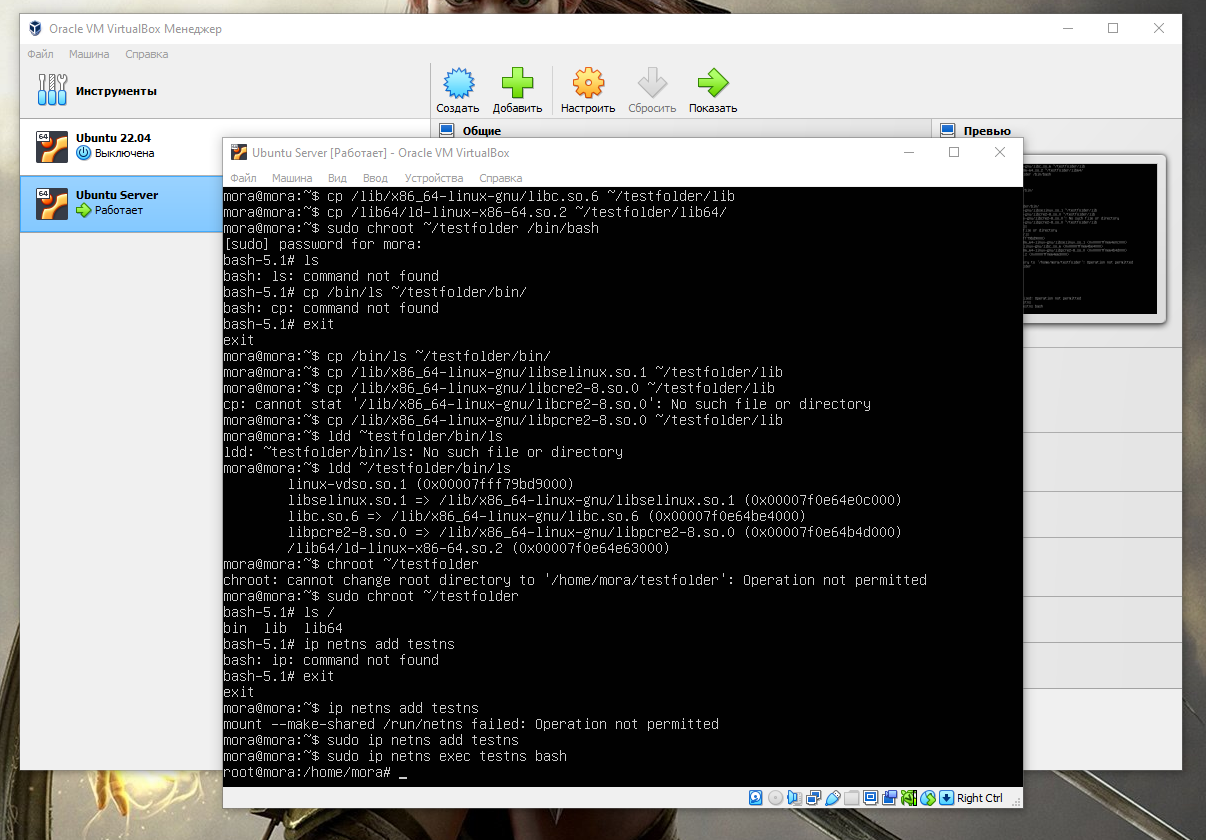 Oracle VM VirtualBox Менеджер
Файл Машина Справка
Инструменты
Создать Добавить Настроить Сбросить Показать
Общие
Превью
64
Ubuntu 22.04
Выключена
64
Ubuntu Server
Работает
Ubuntu Server [Работает] - Oracle VM VirtualBox
Файл Машина Вид Ввод Устройства Справка
mora@mora:~$ cp /lib/x86_64-linux-gnu/libc.so.6 ~/testfolder/lib
mora@mora:~$ cp /lib64/ld-linux-x86-64.so.2 ~/testfolder/lib64/
mora@mora:~$ sudo chroot ~/testfolder /bin/bash
[sudo] password for mora:
bash-5.1# ls
bash: ls: command not found
bash-5.1# cp /bin/ls ~/testfolder/bin/
bash: cp: command not found
bash-5.1# exit
exit
mora@mora:~$ cp /bin/ls ~/testfolder/bin/
mora@mora:~$ cp /lib/x86_64-linux-gnu/libselinux.so.1 ~/testfolder/lib
mora@mora:~$ cp /lib/x86_64-linux-gnu/libcre2-8.so.0 ~/testfolder/lib
cp: cannot stat '/lib/x86_64-linux-gnu/libcre2-8.so.0': No such file or directory
mora@mora:~$ cp /lib/x86_64-linux-gnu/libpcre2-8.so.0 ~/testfolder/lib
mora@mora:~$ ldd ~testfolder/bin/ls
ldd: ~testfolder/bin/ls: No such file or directory
mora@mora:~$ ldd ~/testfolder/bin/ls
linux-vdso.so.1 (0x00007fff79bd9000)
libselinux.so.1 => /lib/x86_64-linux-gnu/libselinux.so.1 (0x00007f0e64e0c000)
libc.so.6 => /lib/x86_64-linux-gnu/libc.so.6 (0x00007f0e64be4000)
libpcre2-8.so.0 => /lib/x86_64-linux-gnu/libpcre2-8.so.0 (0x00007f0e64b4d000)
/lib64/ld-linux-x86-64.so.2 (0x00007f0e64e63000)
mora@mora:~$ chroot ~/testfolder
chroot: cannot change root directory to '/home/mora/testfolder': Operation not permitted
mora@mora:~$ sudo chroot ~/testfolder
bash-5.1# ls /
bin lib lib64
bash-5.1# ip netns add testns
bash: ip: command not found
bash-5.1# exit
exit
mora@mora:~$ ip netns add testns
mount --make-shared /run/netns failed: Operation not permitted
mora@mora:~$ sudo ip netns add testns
mora@mora:~$ sudo ip netns exec testns bash
root@mora:/home/mora# _
Right Ctrl